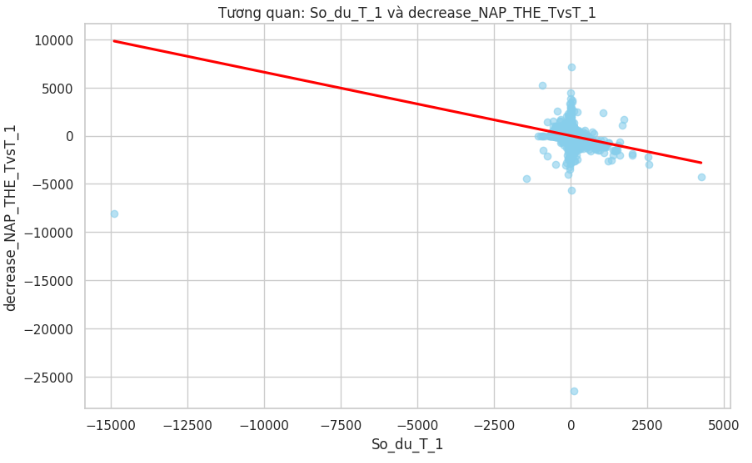 Tương quan: So_du_T_1 và decrease_NAP_THE_TvsT_1
10000
5000
0
−5000
−10000
−15000
−20000
−25000
decrease_NAP_THE_TvsT_1
−15000 −12500 −10000 −7500 −5000 −2500 0 2500 5000
So_du_T_1